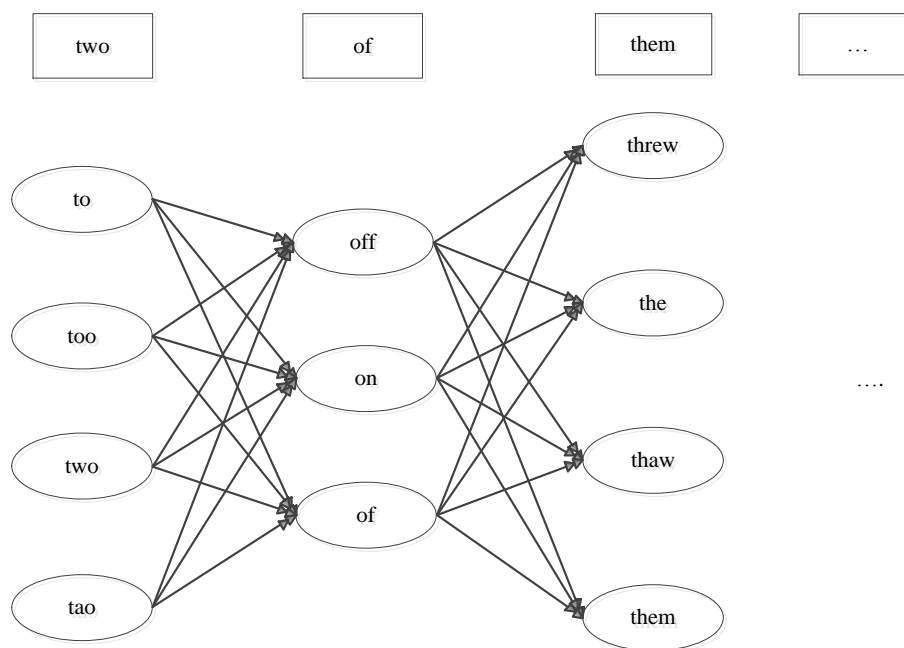 two of them …
threw
to
off
too
the
on
….
two
thaw
of
tao
them